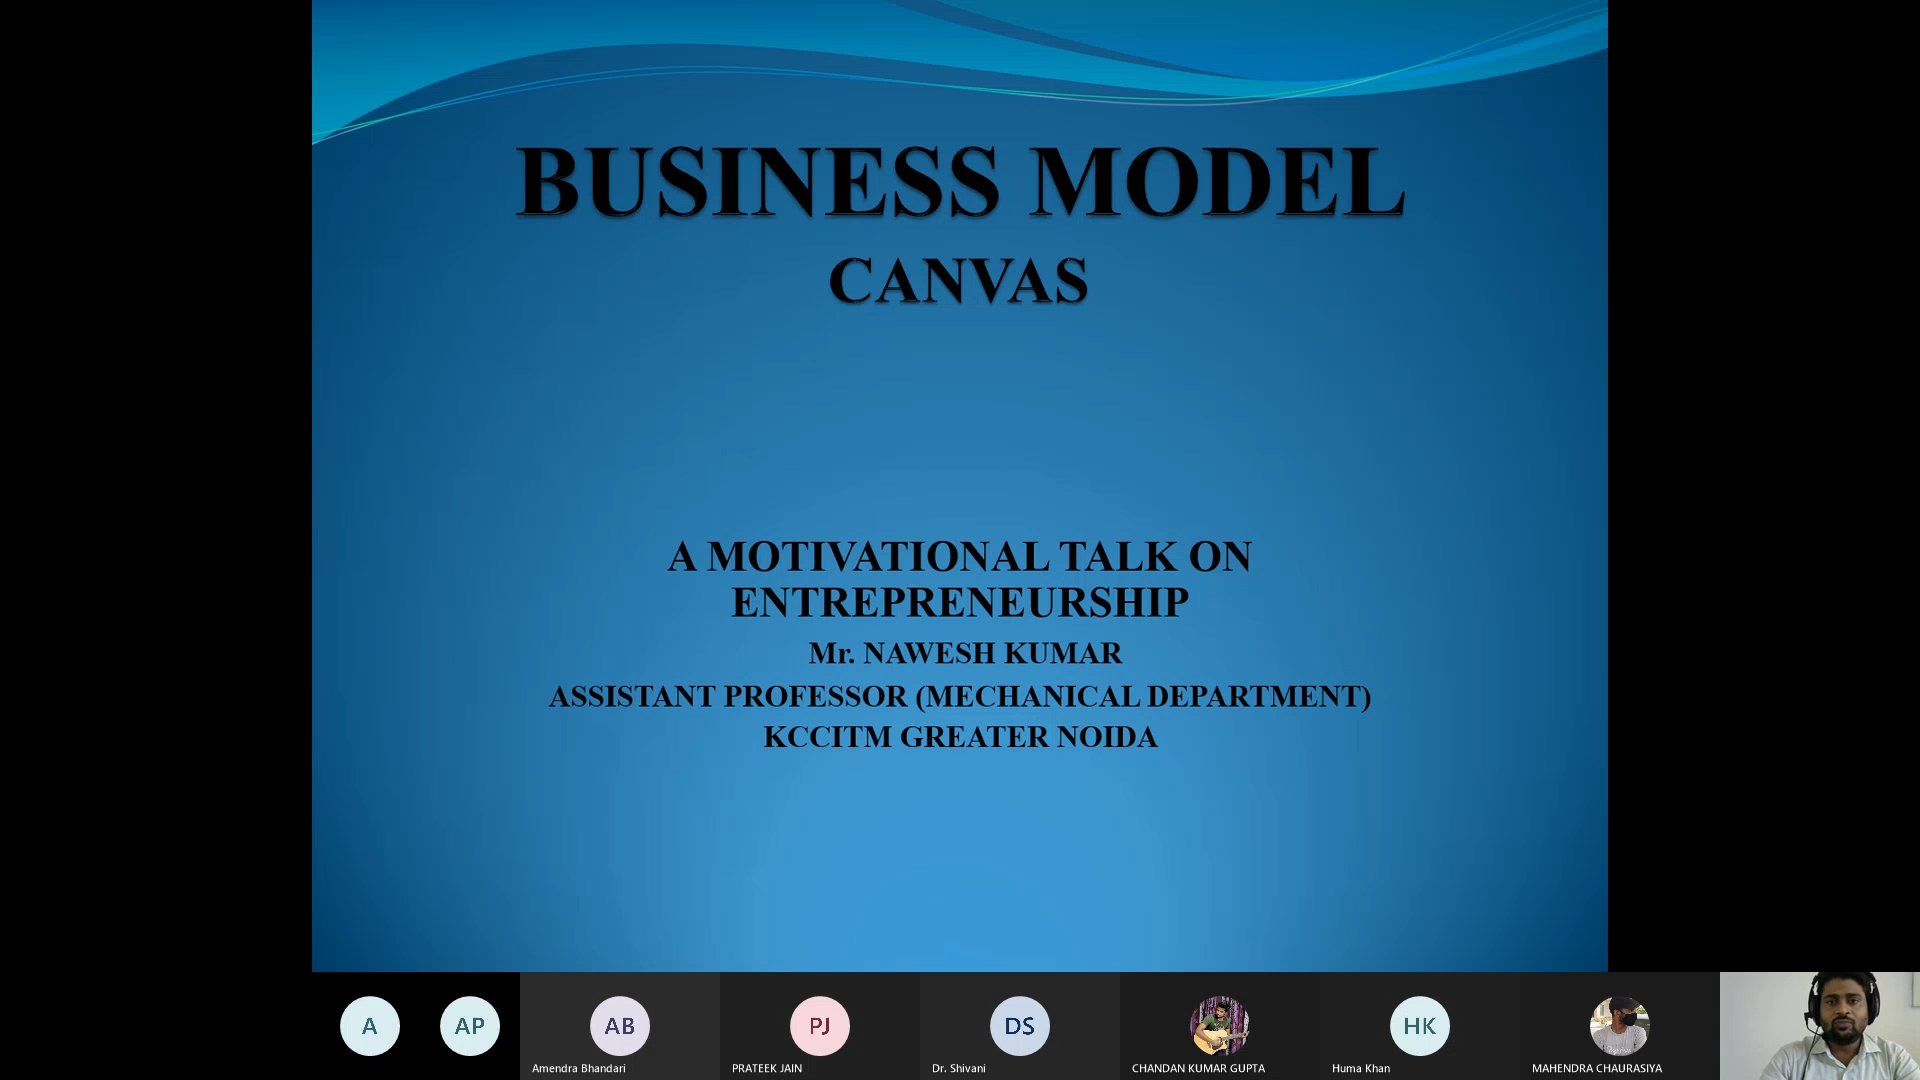 BUSINESS MODEL
CANVAS
A MOTIVATIONAL TALK ON
ENTREPRENEURSHIP
Mr. NAWESH KUMAR
ASSISTANT PROFESSOR (MECHANICAL DEPARTMENT)
KCCITM GREATER NOIDA
A
AP
AB
PJ
DS
HK
Amendra Bhandari
PRATEEK JAIN
Dr. Shivani
CHANDAN KUMAR GUPTA
Huma Khan
MAHENDRA CHAURASIYA